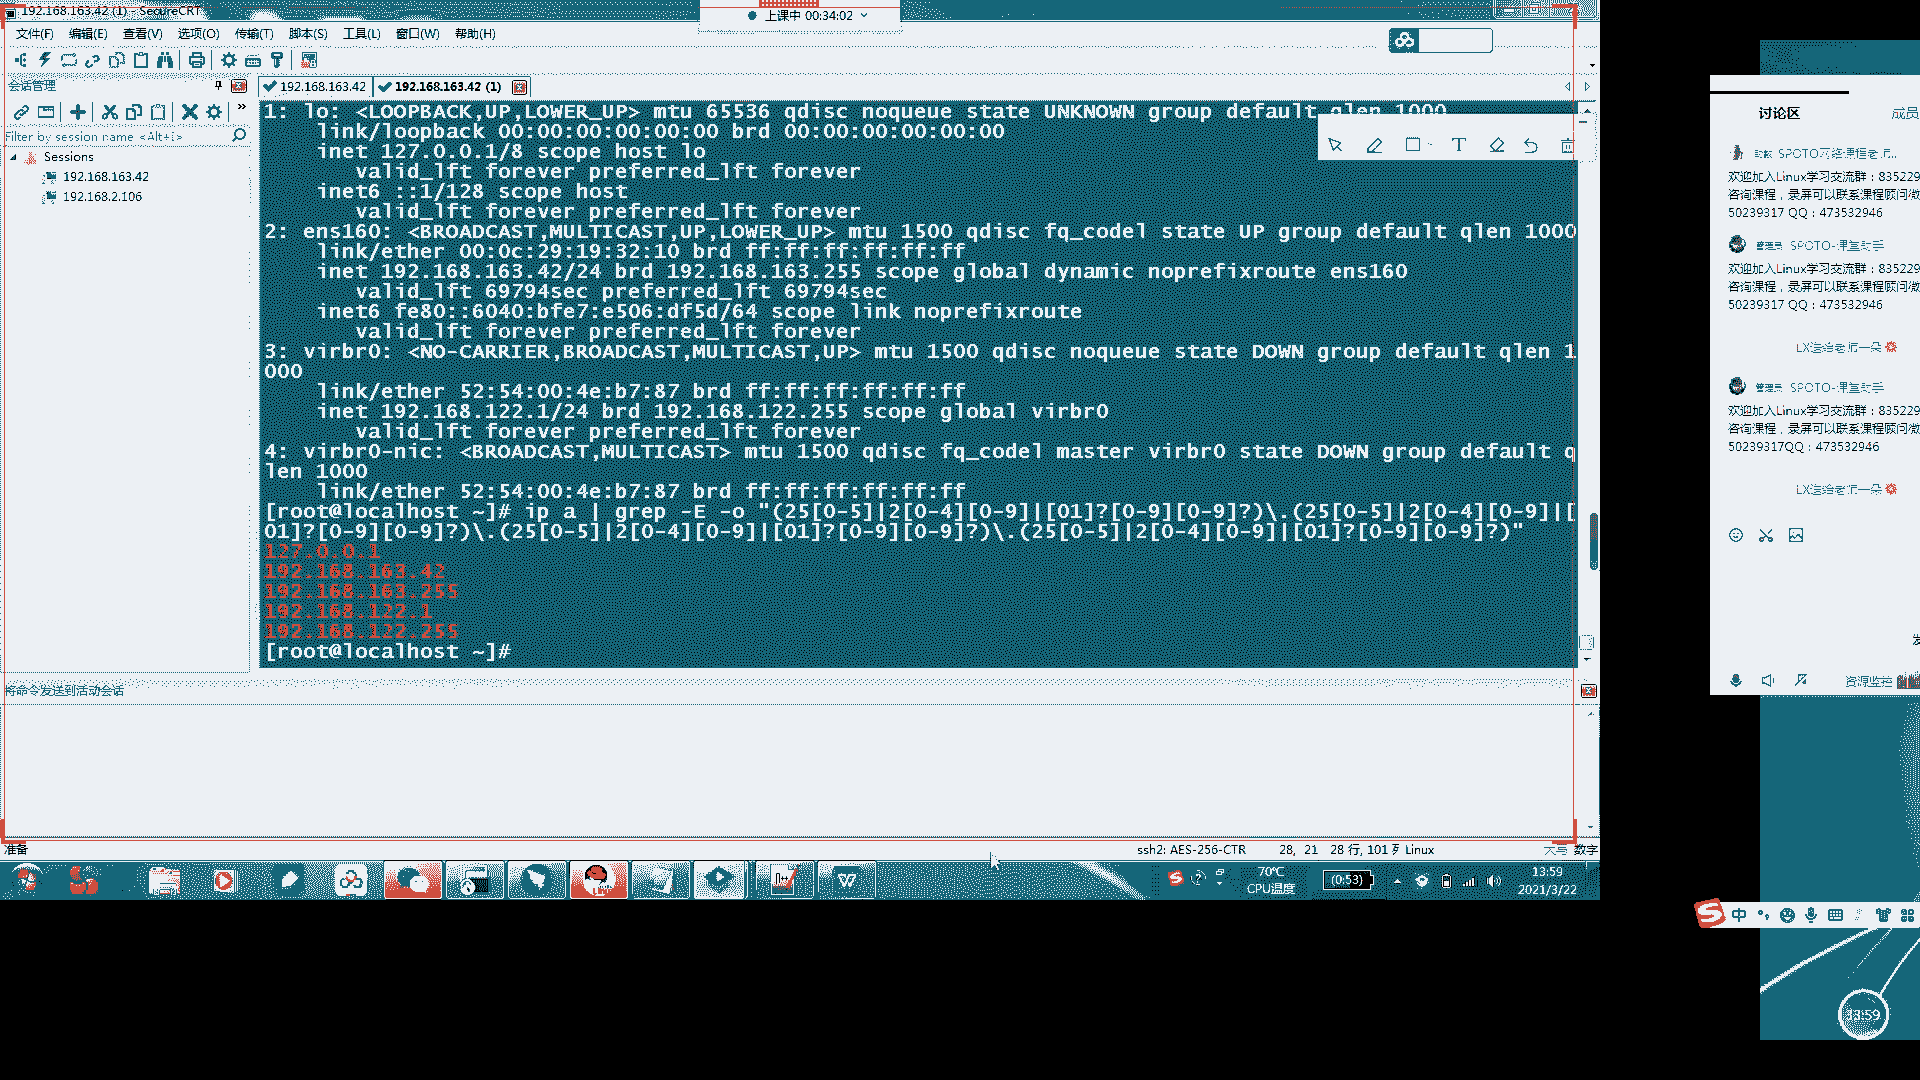 192.168.163.42 (1) - SecureCRT
上课中 00:34:02
文件(F) 编辑(E) 查看(V) 选项(O) 传输(T) 脚本(S) 工具(L) 窗口(W) 帮助(H)
会话管理
192.168.163.42
192.168.163.42 (1)
Filter by session name <Alt+I>
Sessions
192.168.163.42
192.168.2.106
1: lo: <LOOPBACK,UP,LOWER_UP> mtu 65536 qdisc noqueue state UNKNOWN group default qlen 1000
link/loopback 00:00:00:00:00:00 brd 00:00:00:00:00:00
inet 127.0.0.1/8 scope host lo
valid_lft forever preferred_lft forever
inet6 ::1/128 scope host
valid_lft forever preferred_lft forever
2: ens160: <BROADCAST,MULTICAST,UP,LOWER_UP> mtu 1500 qdisc fq_codel state UP group default qlen 1000
link/ether 00:0c:29:19:32:10 brd ff:ff:ff:ff:ff:ff
inet 192.168.163.42/24 brd 192.168.163.255 scope global dynamic noprefixroute ens160
valid_lft 69794sec preferred_lft 69794sec
inet6 fe80::6040:bfe7:e506:df5d/64 scope link noprefixroute
valid_lft forever preferred_lft forever
3: virbr0: <NO-CARRIER,BROADCAST,MULTICAST,UP> mtu 1500 qdisc noqueue state DOWN group default qlen 1
000
link/ether 52:54:00:4e:b7:87 brd ff:ff:ff:ff:ff:ff
inet 192.168.122.1/24 brd 192.168.122.255 scope global virbr0
valid_lft forever preferred_lft forever
4: virbr0-nic: <BROADCAST,MULTICAST> mtu 1500 qdisc fq_codel master virbr0 state DOWN group default q
len 1000
link/ether 52:54:00:4e:b7:87 brd ff:ff:ff:ff:ff:ff
[root@localhost ~]# ip a | grep -E -o "(25[0-5]|2[0-4][0-9]|[01]?[0-9][0-9]?)\.(25[0-5]|2[0-4][0-9]|[
01]?[0-9][0-9]?)\.(25[0-5]|2[0-4][0-9]|[01]?[0-9][0-9]?)\.(25[0-5]|2[0-4][0-9]|[01]?[0-9][0-9]?)"
127.0.0.1
192.168.163.42
192.168.163.255
192.168.122.1
192.168.122.255
[root@localhost ~]#
将命令发送到活动会话
准备
ssh2: AES-256-CTR 28, 21 28 行, 101 列 Linux 大写 数字
70℃
CPU温度
(0:53)
13:59
2021/3/22
讨论区 成员
助教 SPOTO网络课程老师...
欢迎加入Linux学习交流群：835229
咨询课程，录屏可以联系课程顾问微
50239317 QQ：473532946
管理员 SPOTO-课堂助手
欢迎加入Linux学习交流群：835229
咨询课程，录屏可以联系课程顾问微
50239317 QQ：473532946
LX送给老师一朵
管理员 SPOTO-课堂助手
欢迎加入Linux学习交流群：835229
咨询课程，录屏可以联系课程顾问微
50239317QQ：473532946
LX送给老师一朵
发
资源监控
中
13:59